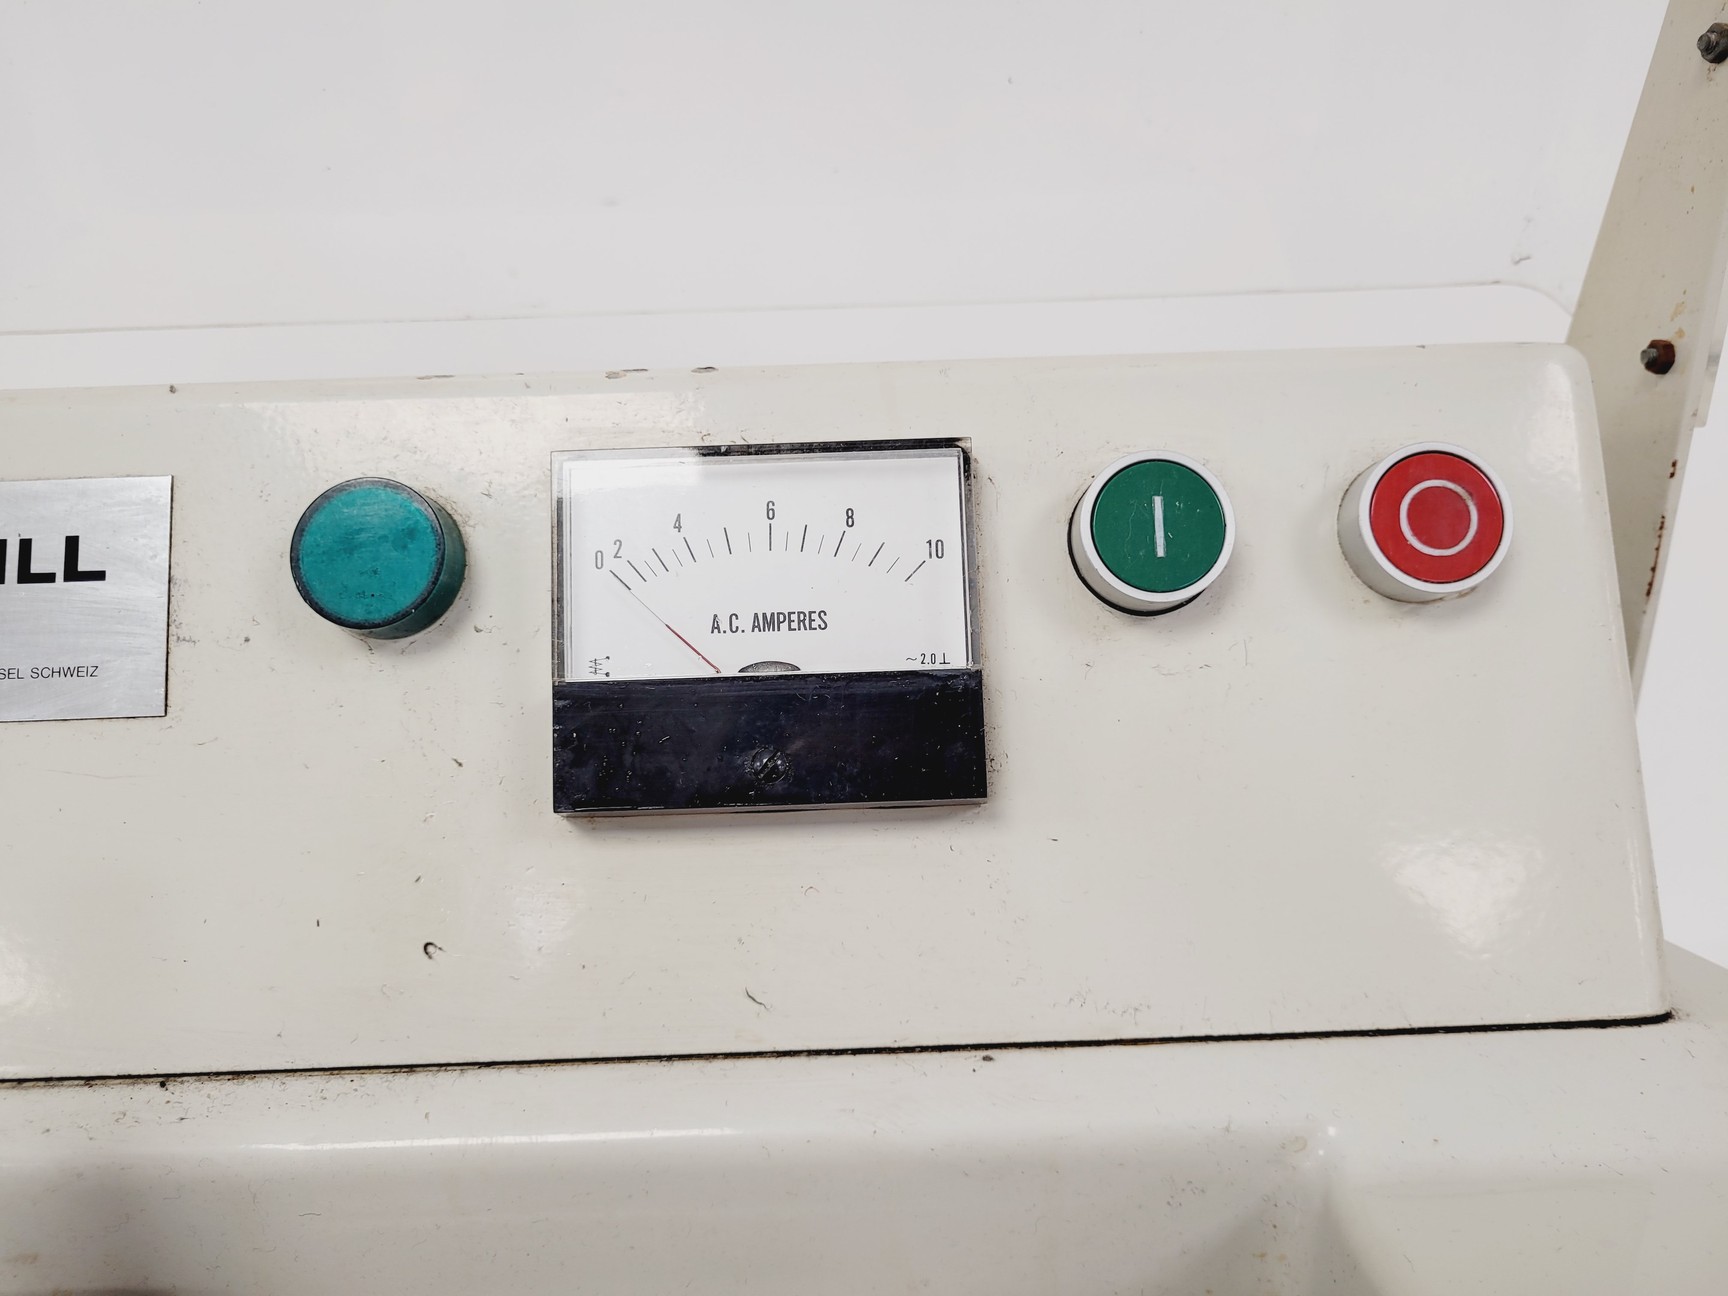 ILL
SEL SCHWEIZ
0 2 4 6 8 10
A.C. AMPERES
~ 2.0 ⊥
I
O